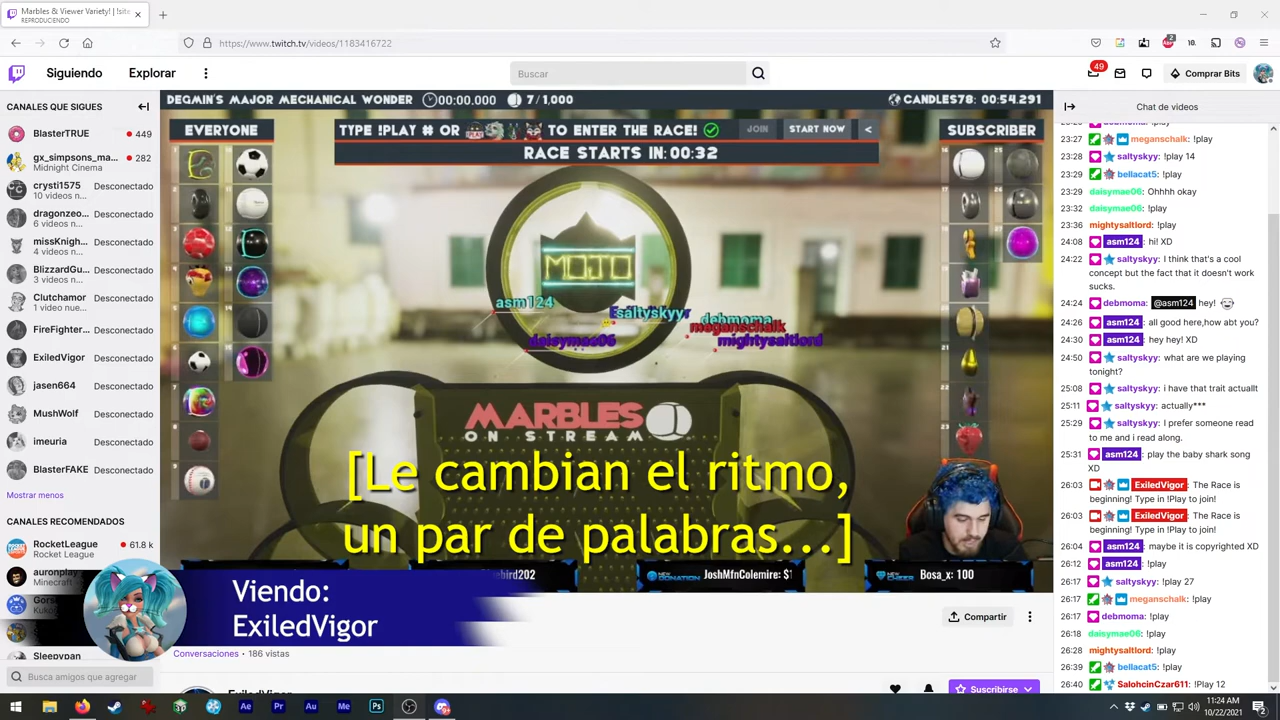 Marbles & Viewer Variety! | !site
REPRODUCIENDO
https://www.twitch.tv/videos/1183416722
Siguiendo
Explorar
Buscar
49
Comprar Bits
CANALES QUE SIGUES
BlasterTRUE
449
gx_simpsons_ma...
282
Midnight Cinema
crysti1575
Desconectado
10 videos n...
dragonzeo...
Desconectado
6 videos n...
missKnigh...
Desconectado
4 videos n...
BlizzardGu...
Desconectado
3 videos n...
Clutchamor
Desconectado
1 video nue...
FireFighter...
Desconectado
ExiledVigor
Desconectado
jasen664
Desconectado
MushWolf
Desconectado
imeuria
Desconectado
BlasterFAKE
Desconectado
Mostrar menos
CANALES RECOMENDADOS
RocketLeague
61.8 k
Rocket League
auronplay
Minecraft
Sleepypan
Busca amigos que agregar
DEGMIN'S MAJOR MECHANICAL WONDER
00:00.000
7/1,000
CANDLES78: 00:54.291
EVERYONE
TYPE !PLAY # OR
TO ENTER THE RACE!
JOIN
START NOW
<
SUBSCRIBER
RACE STARTS IN:00:32
MOJO
asm124
saltyskyy
debmoma
meganschalk
daisymae06
mightysaltlord
MARBLES
ON STREAM
[Le cambian el ritmo,
un par de palabras...]
JoshMfnColemire: $1
Bosa_x: 100
Viendo:
ExiledVigor
Compartir
Conversaciones • 186 vistas
ExiledVigor
Suscribirse
Chat de videos
23:27 meganschalk: !play
23:28 saltyskyy: !play 14
23:29 bellacat5: !play
23:29 daisymae06: Ohhhh okay
23:32 daisymae06: !play
23:36 mightysaltlord: !play
24:08 asm124: hi! XD
24:22 saltyskyy: I think that's a cool
concept but the fact that it doesn't work
sucks.
24:24 debmoma: @asm124 hey!
24:26 asm124: all good here,how abt you?
24:30 asm124: hey hey! XD
24:50 saltyskyy: what are we playing
tonight?
25:08 saltyskyy: i have that trait actuallt
25:11 saltyskyy: actually***
25:29 saltyskyy: i prefer someone read
to me and i read along.
25:31 asm124: play the baby shark song
XD
26:03 ExiledVigor: The Race is
beginning! Type in !Play to join!
26:03 ExiledVigor: The Race is
beginning! Type in !Play to join!
26:04 asm124: maybe it is copyrighted XD
26:12 asm124: !play
26:17 saltyskyy: !play 27
26:17 meganschalk: !play
26:17 debmoma: !play
26:18 daisymae06: !play
26:28 mightysaltlord: !play
26:39 bellacat5: !play
26:40 SalohcinCzar611: !Play 12
11:24 AM
10/22/2021